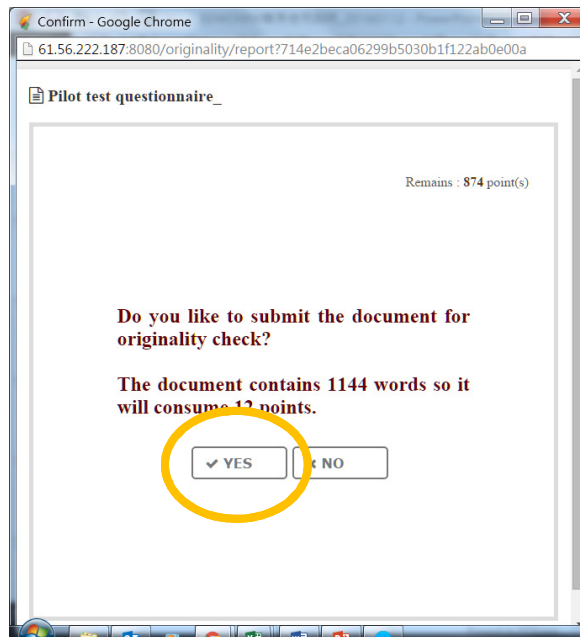 Confirm - Google Chrome
61.56.222.187:8080/originality/report?714e2beca06299b5030b1f122ab0e00a
Pilot test questionnaire_
Remains : 874 point(s)
Do you like to submit the document for
originality check?
The document contains 1144 words so it
will consume 12 points.
YES
NO